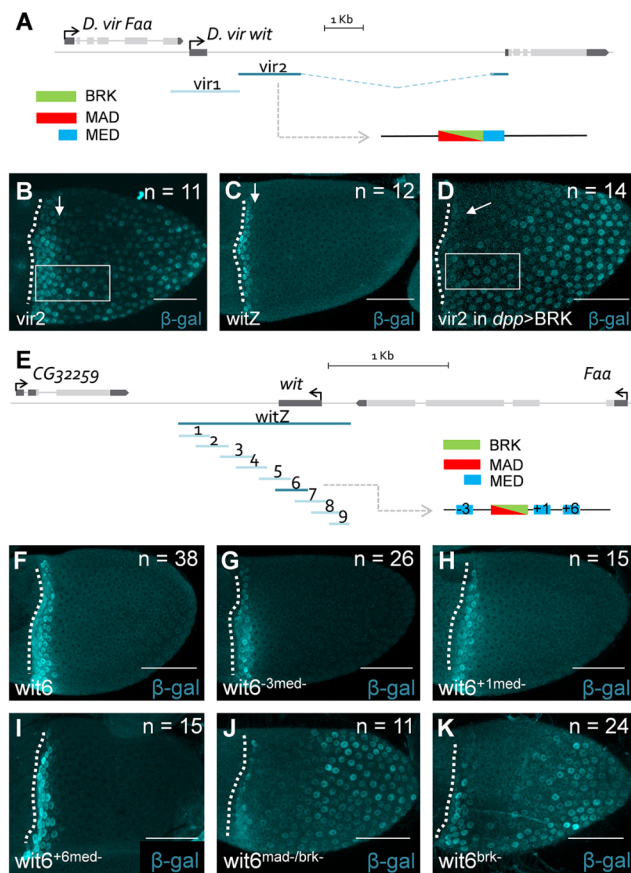 A
D. vir Faa
D. vir wit
1 Kb
vir2
vir1
BRK
MAD
MED
B
n = 11
vir2
β-gal
C
n = 12
witZ
β-gal
D
n = 14
vir2 in dpp>BRK
β-gal
E
1 Kb
CG32259
wit
Faa
witZ
1
2
3
4
5
6
7
8
9
BRK
MAD
MED
-3
+1
+6
F
n = 38
wit6
β-gal
G
n = 26
wit6-3med-
β-gal
H
n = 15
wit6+1med-
β-gal
I
n = 15
wit6+6med-
β-gal
J
n = 11
wit6mad-/brk-
β-gal
K
n = 24
wit6brk-
β-gal